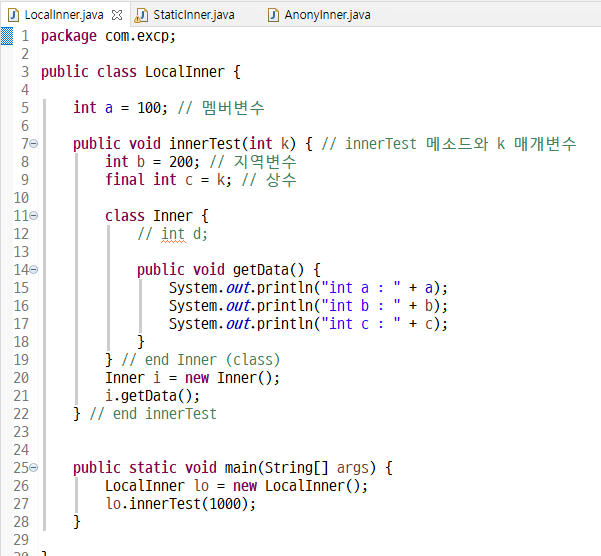 LocalInner.java StaticInner.java AnonyInner.java
1 package com.excp;
2
3 public class LocalInner {
4
5 int a = 100; // 멤버변수
6
7 public void innerTest(int k) { // innerTest 메소드와 k 매개변수
8 int b = 200; // 지역변수
9 final int c = k; // 상수
10
11 class Inner {
12 // int d;
13
14 public void getData() {
15 System.out.println("int a : " + a);
16 System.out.println("int b : " + b);
17 System.out.println("int c : " + c);
18 }
19 } // end Inner (class)
20 Inner i = new Inner();
21 i.getData();
22 } // end innerTest
23
24
25 public static void main(String[] args) {
26 LocalInner lo = new LocalInner();
27 lo.innerTest(1000);
28 }
29